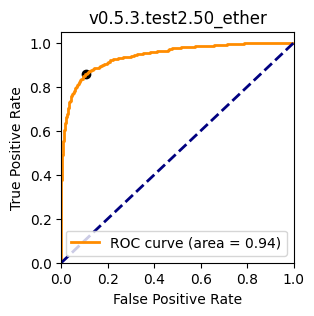 v0.5.3.test2.50_ether
True Positive Rate
1.0
0.8
0.6
0.4
0.2
0.0
ROC curve (area = 0.94)
0.0 0.2 0.4 0.6 0.8 1.0
False Positive Rate